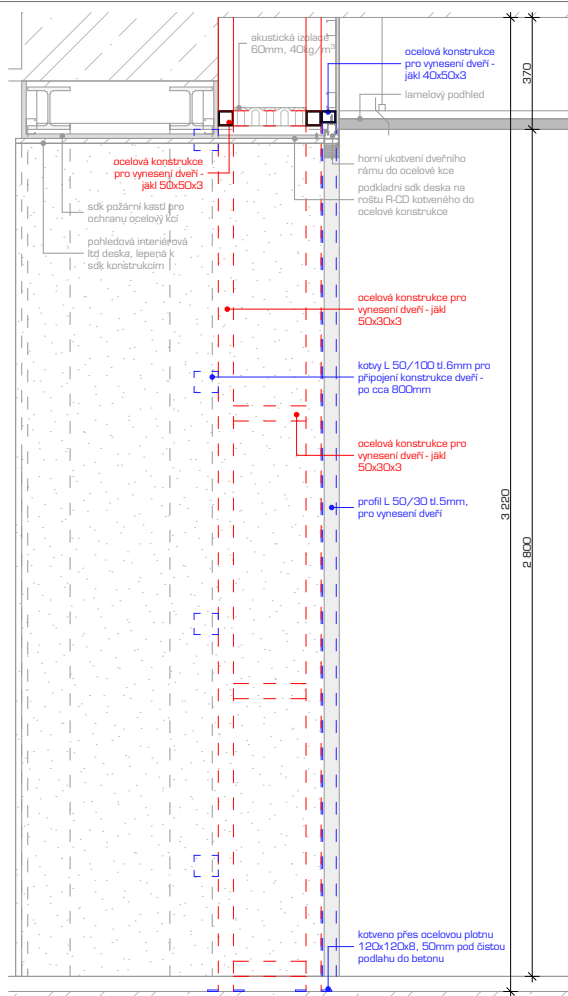 akustická izolace
60mm, 40kg/m³
ocelová konstrukce
pro vynesení dveří -
jäkl 40x50x3
lamelový podhled
370
ocelová konstrukce
pro vynesení dveří -
jäkl 50x50x3
horní ukotvení dveřního
rámu do ocelové kce
podkladní sdk deska na
roštu R-CD kotveného do
ocelové konstrukce
sdk požární kastl pro
ochranu ocelový kcí
pohledová interiérová
ltd deska, lepená k
sdk konstrukcím
ocelová konstrukce pro
vynesení dveří - jäkl
50x30x3
kotvy L 50/100 tl.6mm pro
připojení konstrukce dveří -
po cca 800mm
ocelová konstrukce pro
vynesení dveří - jäkl
50x30x3
profil L 50/30 tl.5mm,
pro vynesení dveří
3 220
2 800
kotveno přes ocelovou plotnu
120x120x8, 50mm pod čistou
podlahu do betonu